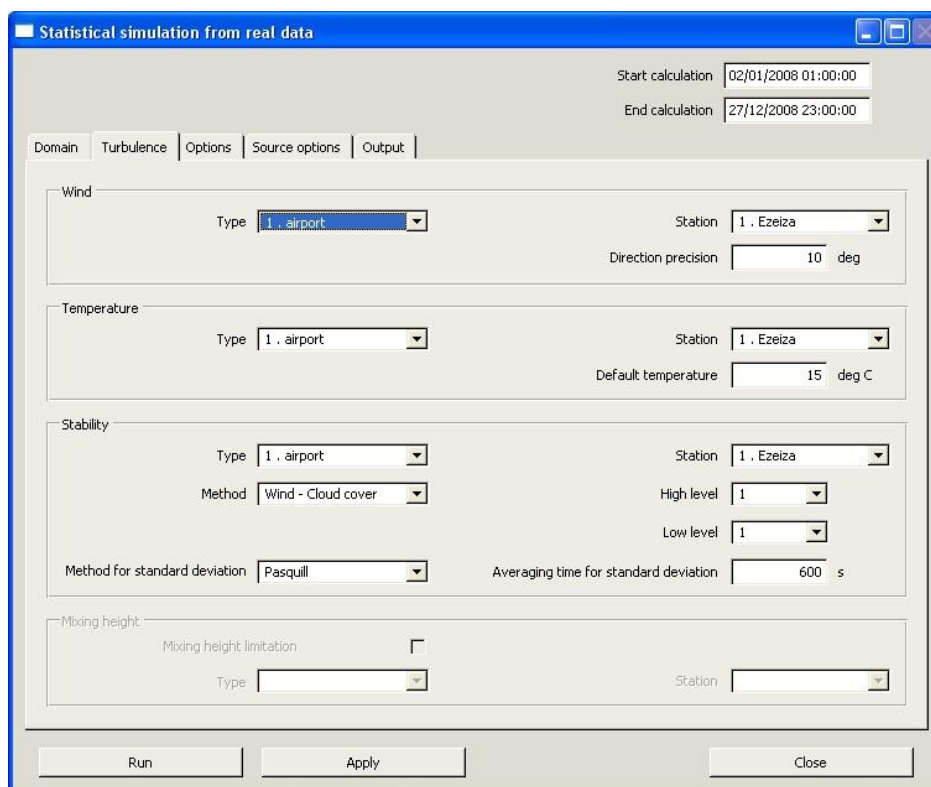 Statistical simulation from real data
Start calculation 02/01/2008 01:00:00
End calculation 27/12/2008 23:00:00
Domain Turbulence Options Source options Output
Wind
Type 1 . airport Station 1 . Ezeiza
Direction precision 10 deg
Temperature
Type 1 . airport Station 1 . Ezeiza
Default temperature 15 deg C
Stability
Type 1 . airport Station 1 . Ezeiza
Method Wind - Cloud cover High level 1
Low level 1
Method for standard deviation Pasquill Averaging time for standard deviation 600 s
Mixing height
Mixing height limitation
Type Station
Run Apply Close